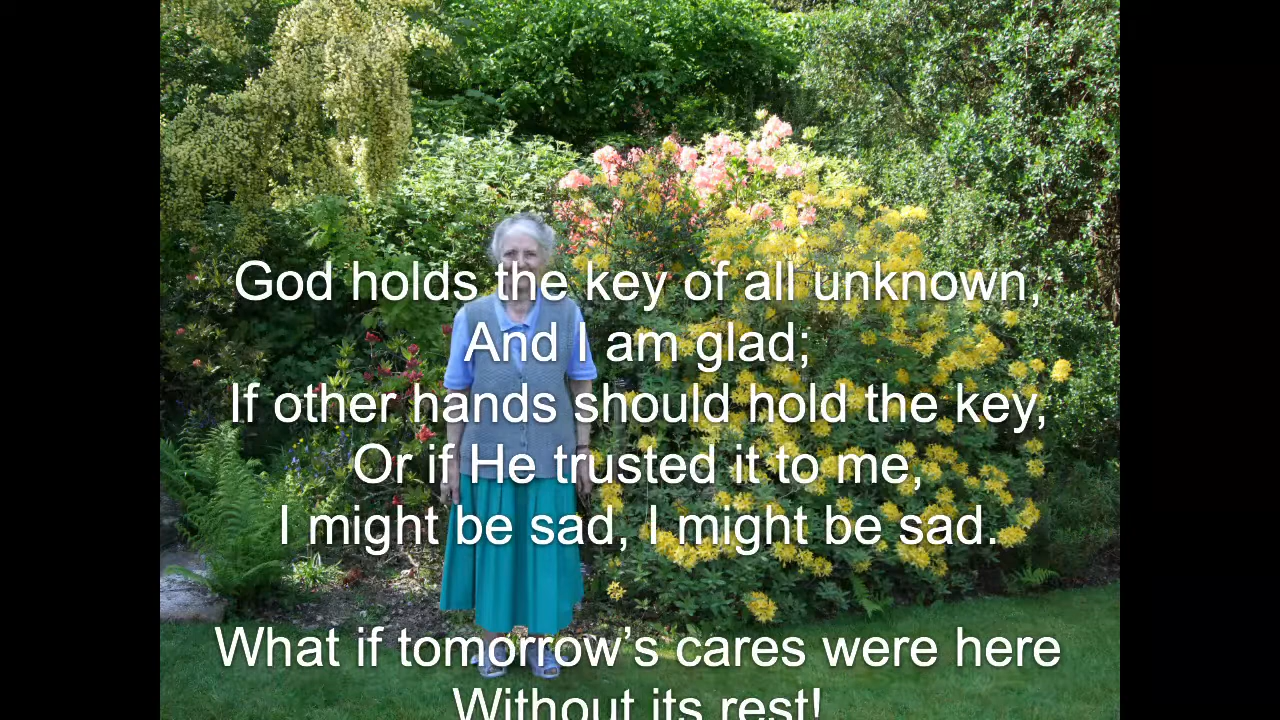 God holds the key of all unknown,
And I am glad;
If other hands should hold the key,
Or if He trusted it to me,
I might be sad, I might be sad.
What if tomorrow’s cares were here
Without its rest!